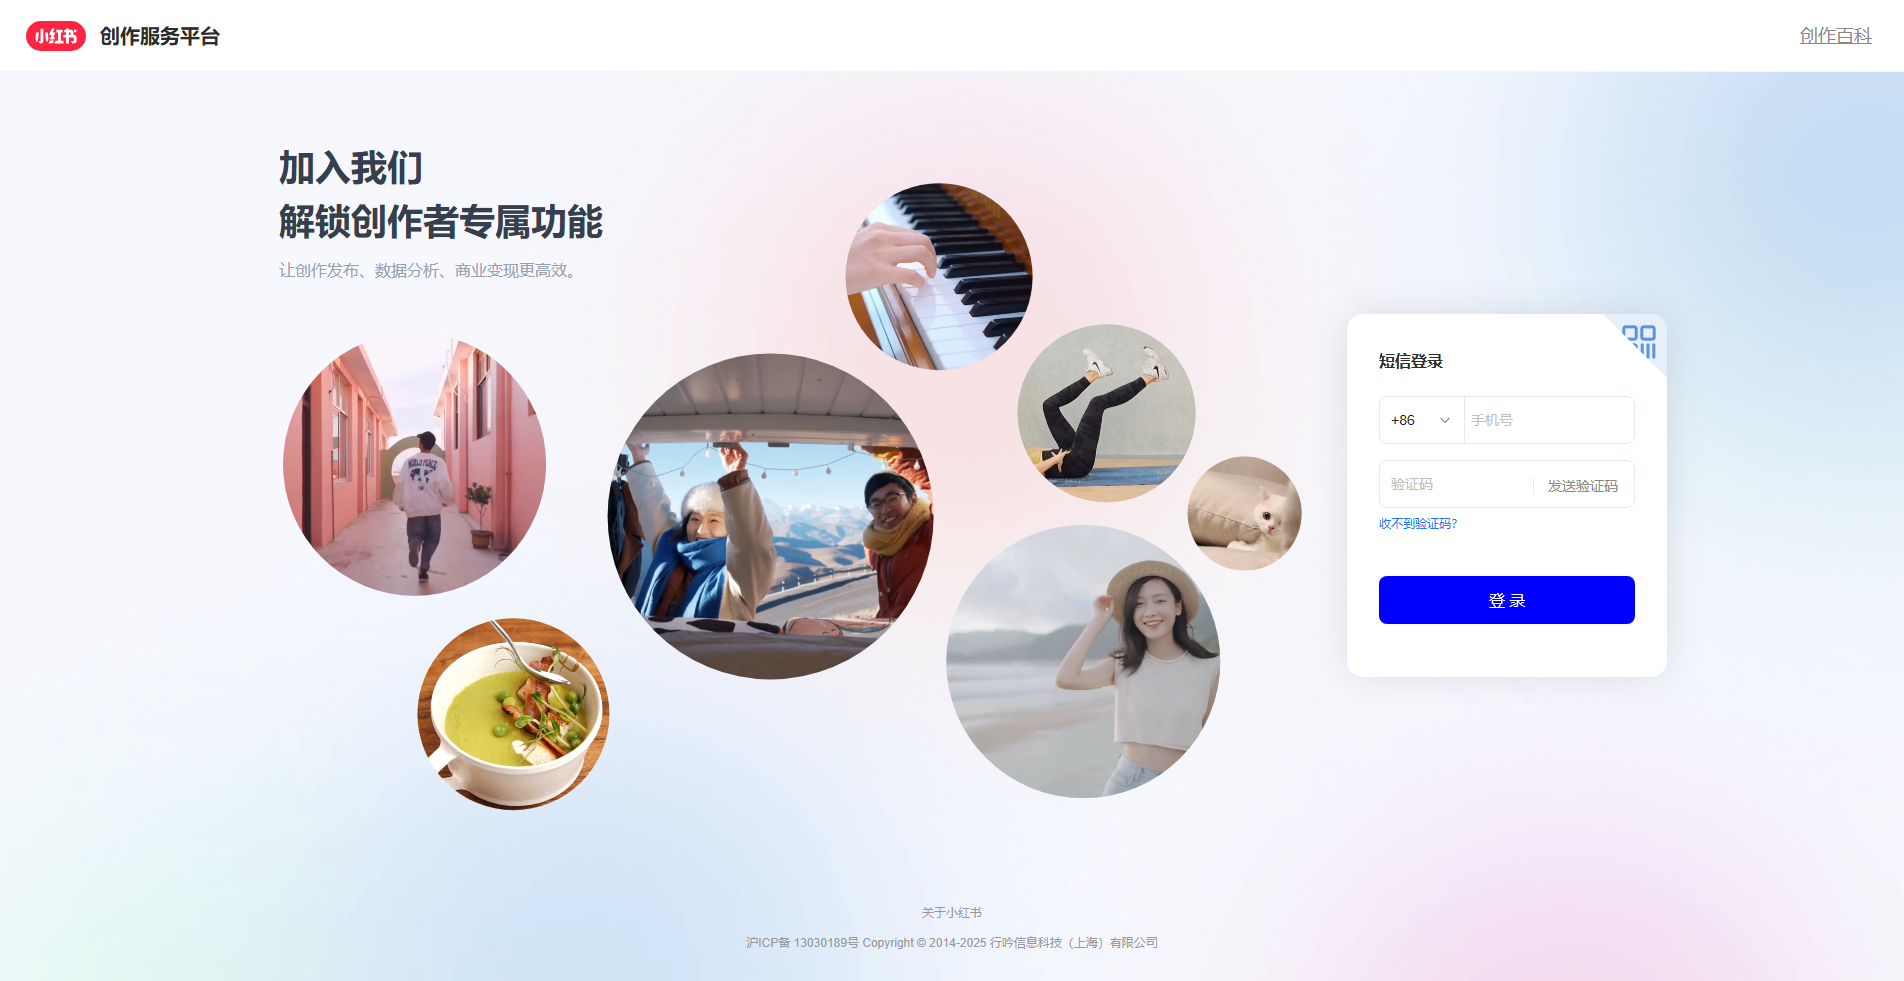 小红书 创作服务平台
创作百科
加入我们
解锁创作者专属功能
让创作发布、数据分析、商业变现更高效。
WORLD PEACE
短信登录
+86 手机号
验证码 发送验证码
收不到验证码?
登 录
关于小红书
沪ICP备 13030189号 Copyright © 2014-2025 行吟信息科技（上海）有限公司